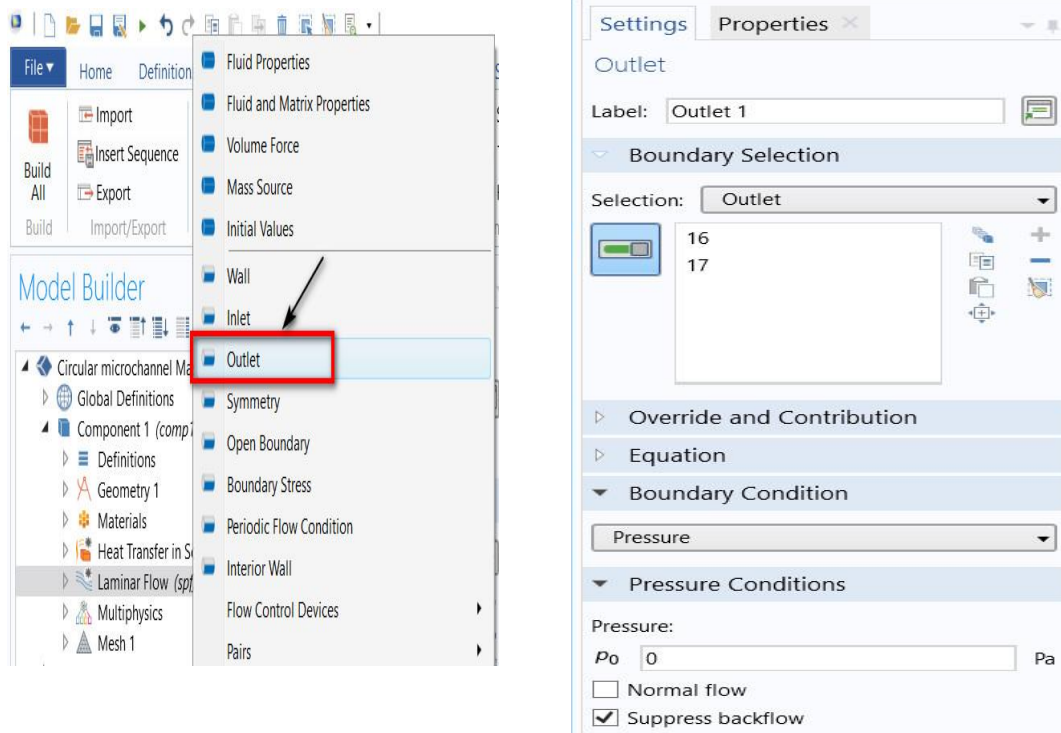 File
Home
Definition
Import
Insert Sequence
Export
Build
All
Build
Import/Export
Model Builder
Circular microchannel Ma
Global Definitions
Component 1 (comp1
Definitions
Geometry 1
Materials
Heat Transfer in S
Laminar Flow (spf
Multiphysics
Mesh 1
Fluid Properties
Fluid and Matrix Properties
Volume Force
Mass Source
Initial Values
Wall
Inlet
Outlet
Symmetry
Open Boundary
Boundary Stress
Periodic Flow Condition
Interior Wall
Flow Control Devices
Pairs
Settings Properties
Outlet
Label: Outlet 1
Boundary Selection
Selection: Outlet
16
17
Override and Contribution
Equation
Boundary Condition
Pressure
Pressure Conditions
Pressure:
p0 0 Pa
Normal flow
Suppress backflow